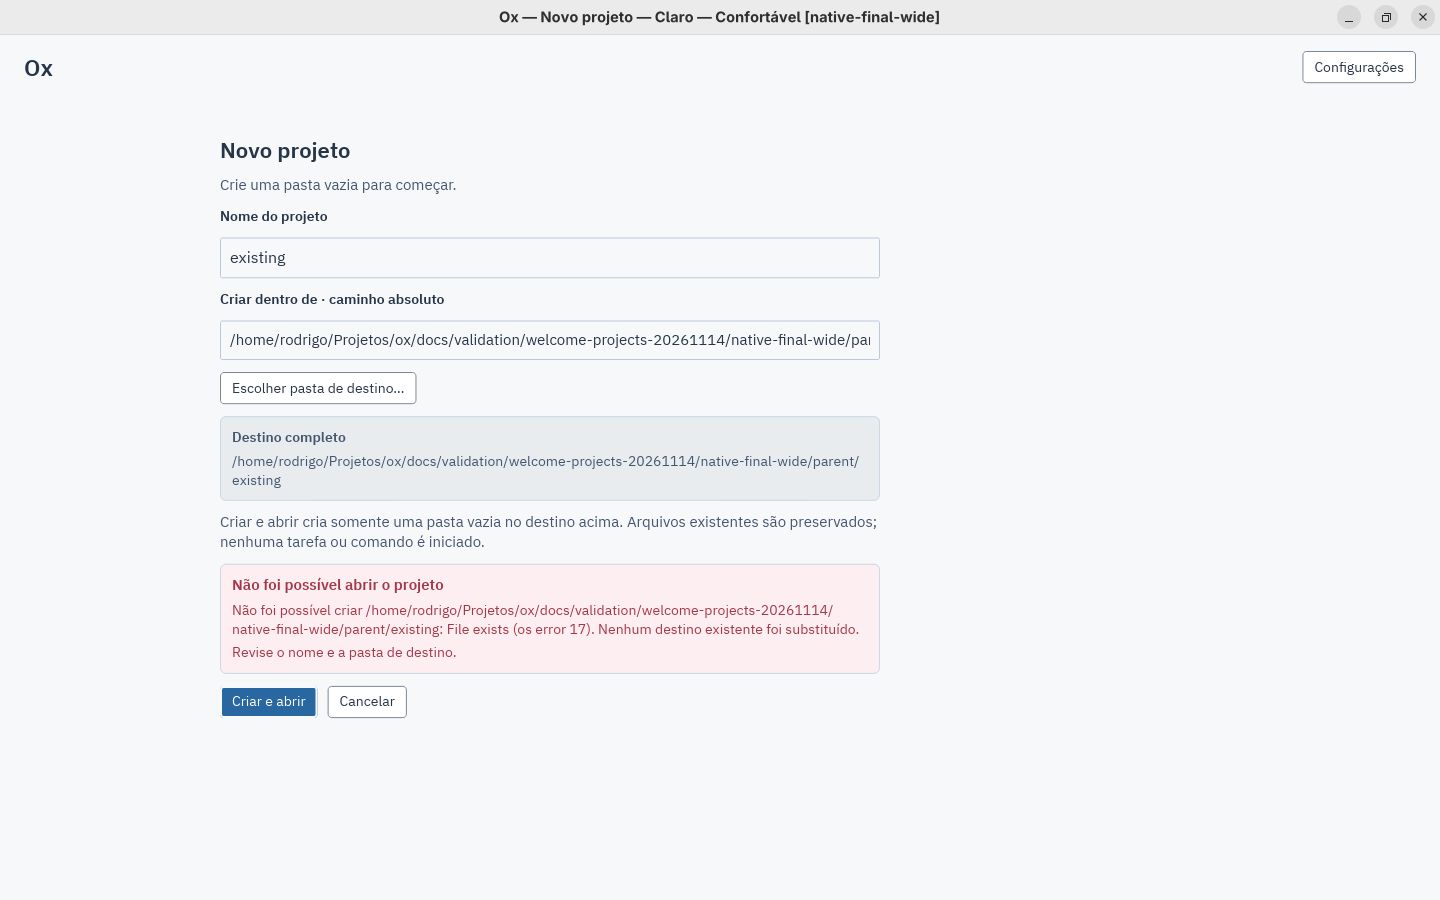 Ox — Novo projeto — Claro — Confortável [native-final-wide]
Ox
Configurações
Novo projeto
Crie uma pasta vazia para começar.
Nome do projeto
existing
Criar dentro de · caminho absoluto
/home/rodrigo/Projetos/ox/docs/validation/welcome-projects-20261114/native-final-wide/par
Escolher pasta de destino...
Destino completo
/home/rodrigo/Projetos/ox/docs/validation/welcome-projects-20261114/native-final-wide/parent/
existing
Criar e abrir cria somente uma pasta vazia no destino acima. Arquivos existentes são preservados;
nenhuma tarefa ou comando é iniciado.
Não foi possível abrir o projeto
Não foi possível criar /home/rodrigo/Projetos/ox/docs/validation/welcome-projects-20261114/
native-final-wide/parent/existing: File exists (os error 17). Nenhum destino existente foi substituído.
Revise o nome e a pasta de destino.
Criar e abrir
Cancelar